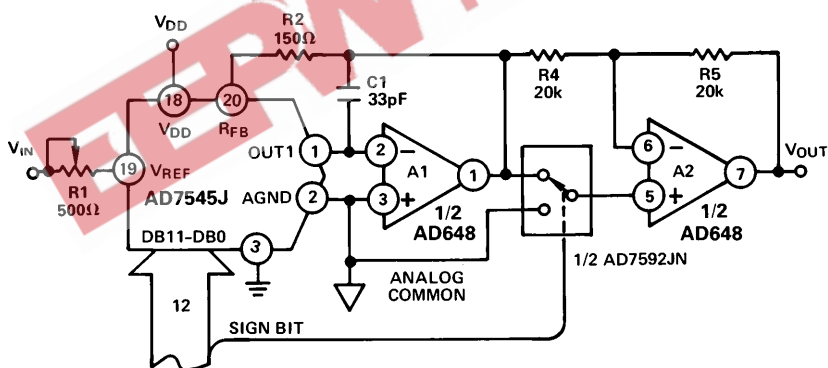 VDD
R2
150Ω
C1
33pF
R4
20k
R5
20k
18
VDD
20
RFB
VIN
R1
500Ω
19
VREF
AD7545J
OUT1
1
2
−
A1
1
AGND
2
3
+
1/2
AD648
6
−
A2
7
VOUT
5
+
1/2
AD648
1/2 AD7592JN
DB11–DB0
3
ANALOG
COMMON
12
SIGN BIT